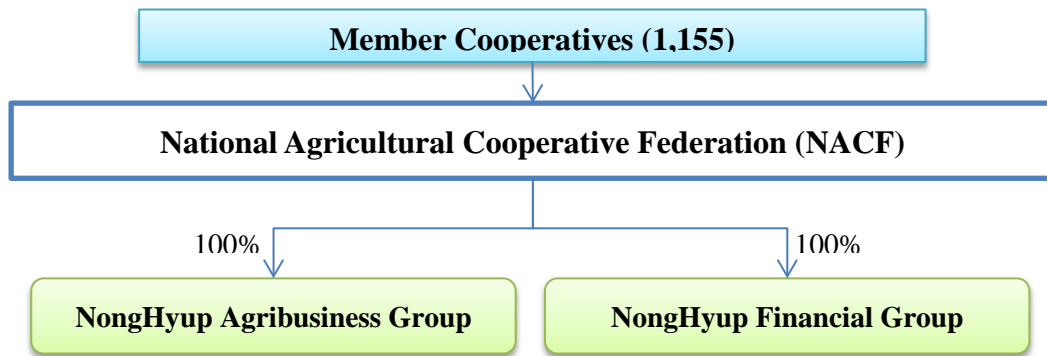 Member Cooperatives (1,155)
National Agricultural Cooperative Federation (NACF)
100%
100%
NongHyup Agribusiness Group
NongHyup Financial Group